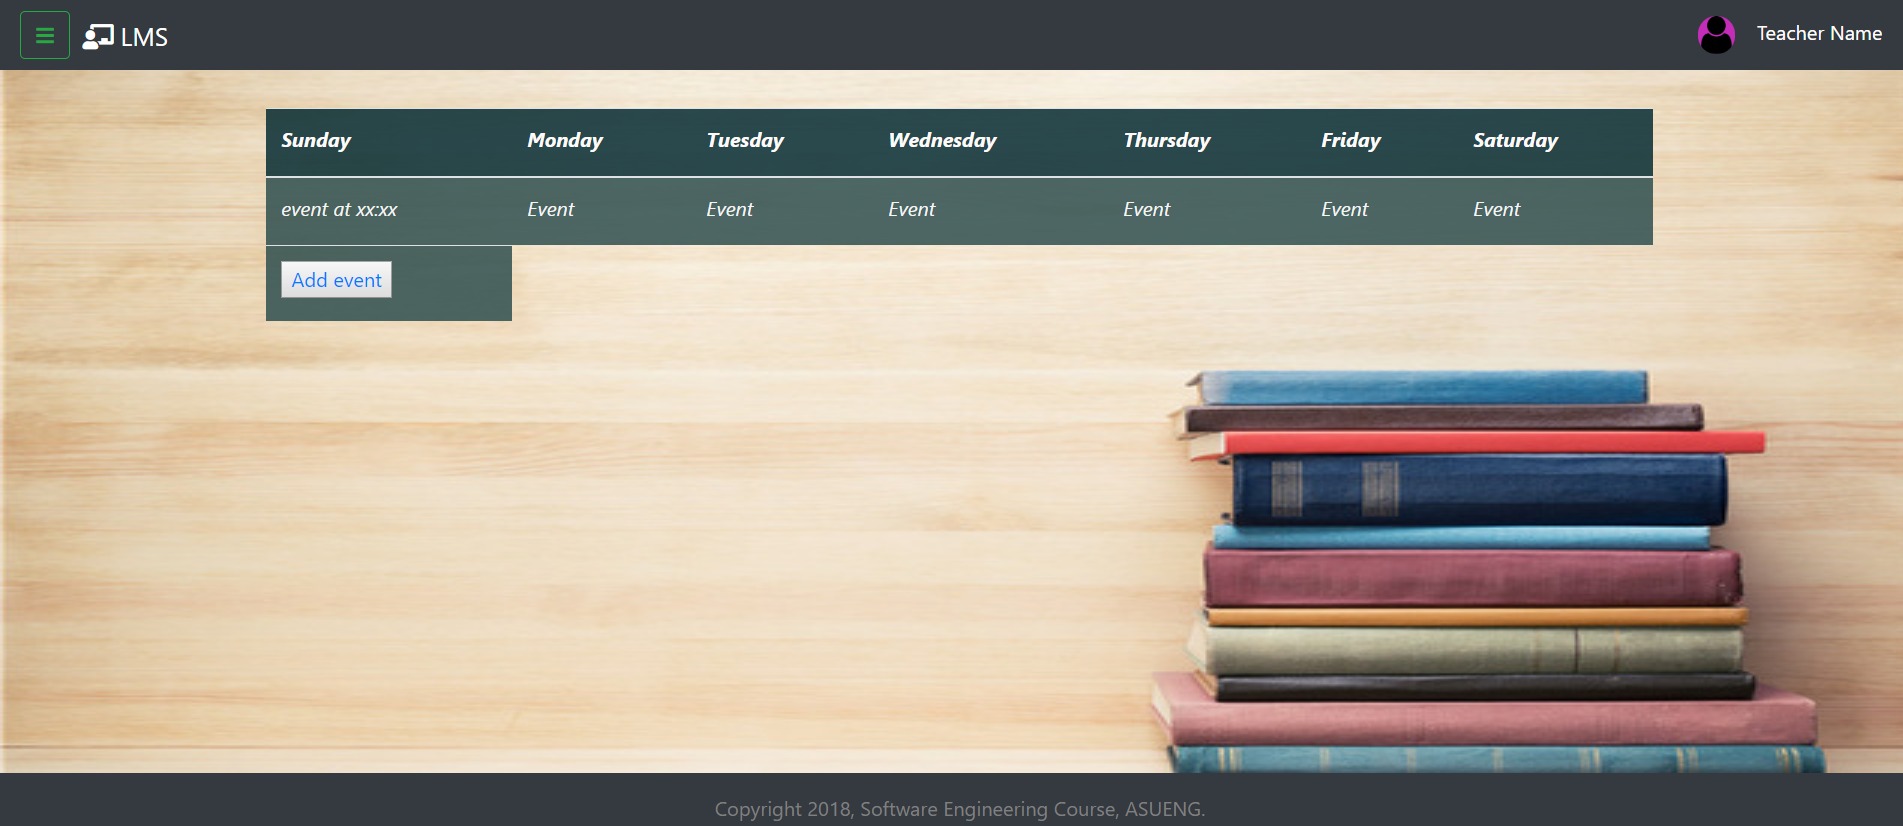 LMS
Teacher Name
Sunday Monday Tuesday Wednesday Thursday Friday Saturday
event at xx:xx Event Event Event Event Event Event
Add event
Copyright 2018, Software Engineering Course, ASUENG.